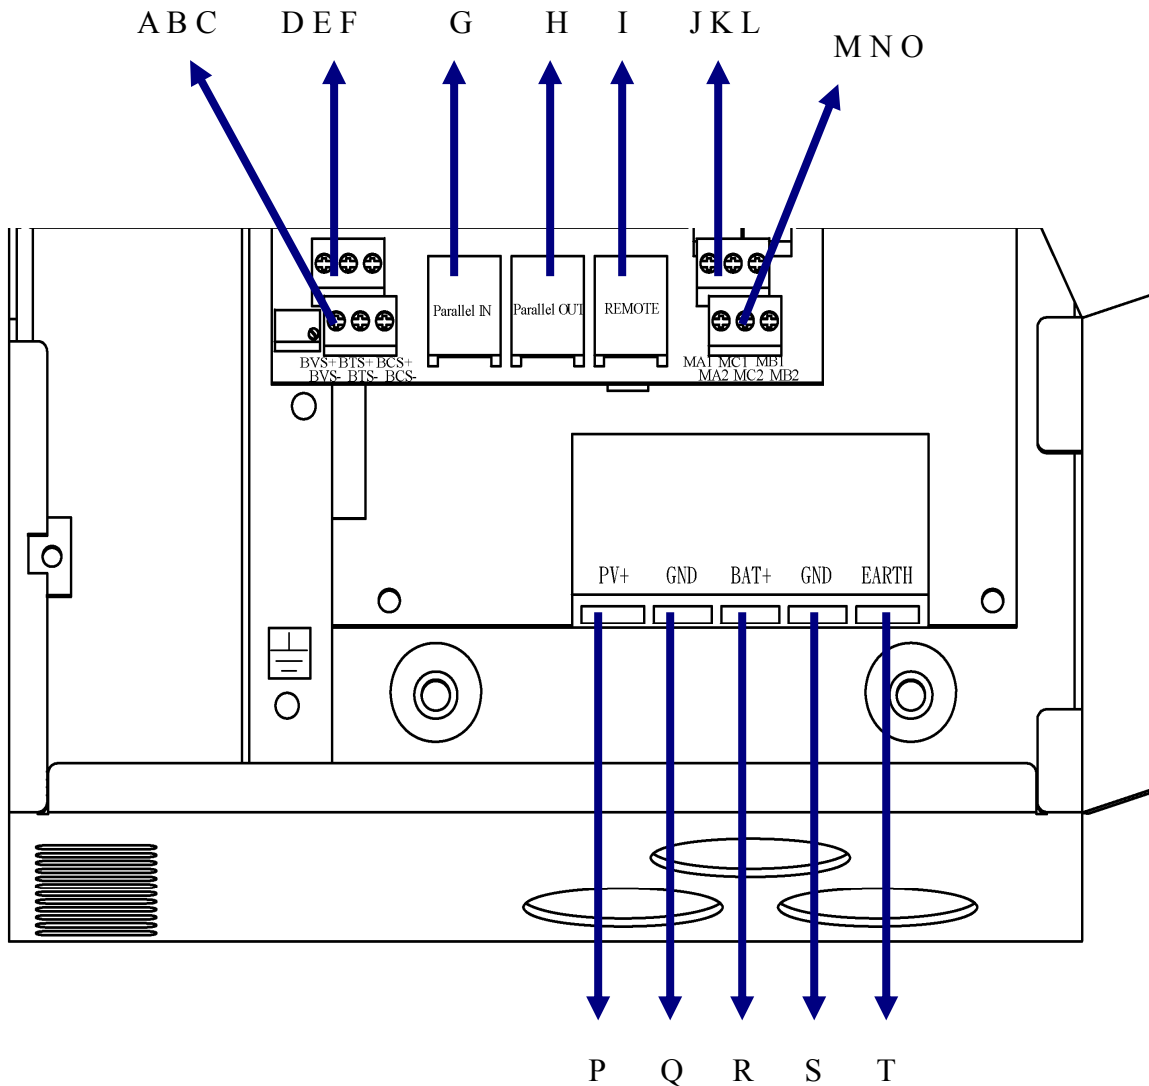 A B C D E F G H I J K L
M N O
Parallel IN Parallel OUT REMOTE
BVS+ BTS+ BCS+ MA1 MC1 MB1
BVS- BTS- BCS- MA2 MC2 MB2
PV+ GND BAT+ GND EARTH
P Q R S T